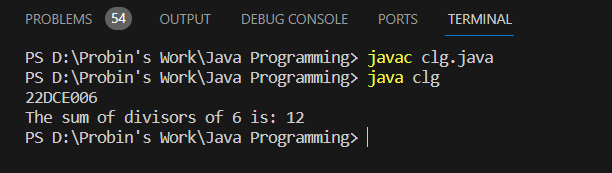 PROBLEMS 54 OUTPUT DEBUG CONSOLE PORTS TERMINAL
PS D:\Probin's Work\Java Programming> javac clg.java
PS D:\Probin's Work\Java Programming> java clg
22DCE006
The sum of divisors of 6 is: 12
PS D:\Probin's Work\Java Programming>